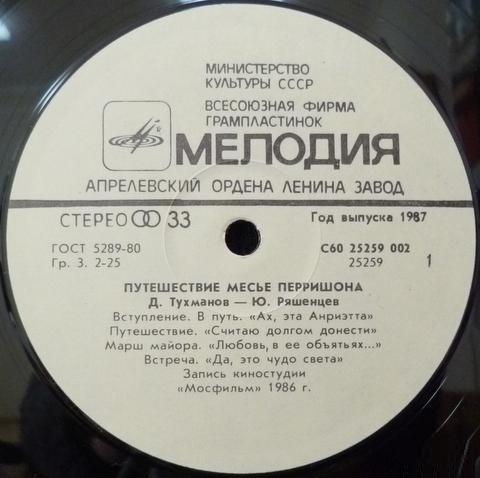 МИНИСТЕРСТВО
КУЛЬТУРЫ СССР
ВСЕСОЮЗНАЯ ФИРМА
ГРАМПЛАСТИНОК
МЕЛОДИЯ
АПРЕЛЕВСКИЙ ОРДЕНА ЛЕНИНА ЗАВОД
СТЕРЕО 33
Год выпуска 1987
ГОСТ 5289-80
Гр. 3. 2-25
С60 25259 002
25259 1
ПУТЕШЕСТВИЕ МЕСЬЕ ПЕРРИШОНА
Д. Тухманов — Ю. Ряшенцев
Вступление. В путь. «Ах, эта Анриэтта»
Путешествие. «Считаю долгом донести»
Марш майора. «Любовь, в ее объятьях...»
Встреча. «Да, это чудо света»
Запись киностудии
«Мосфильм» 1986 г.